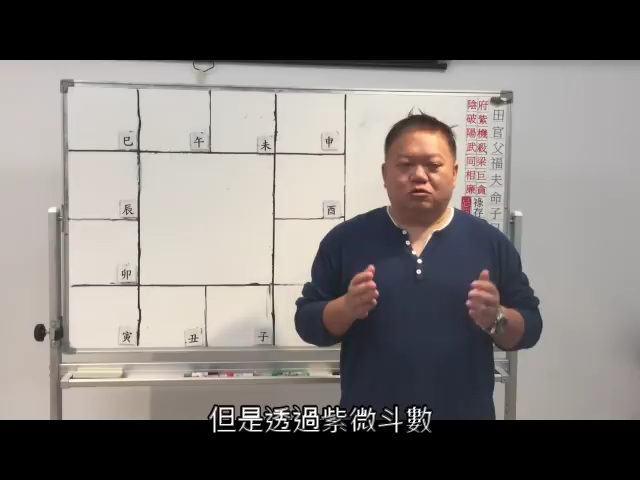 巳
午
未
申
辰
酉
卯
寅
丑
子
府紫機殺梁巨貪
陰破陽武同相廉
田官父福夫命子
祿存
但是透過紫微斗數